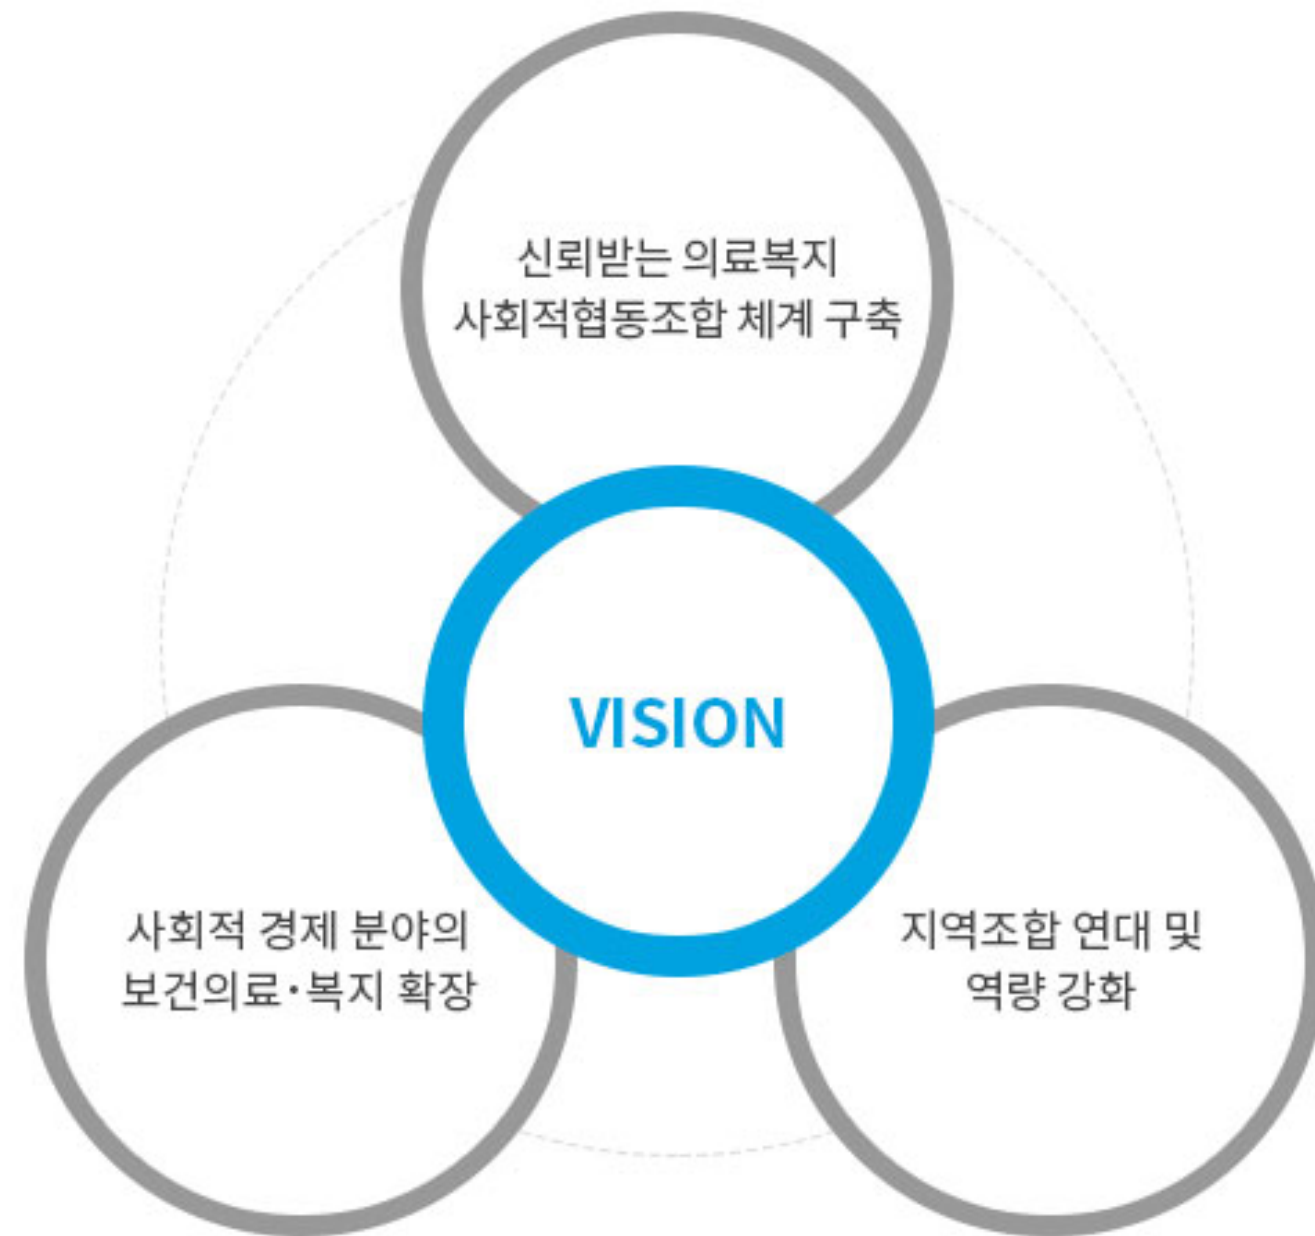 신뢰받는 의료복지
사회적협동조합 체계 구축
VISION
사회적 경제 분야의
보건의료·복지 확장
지역조합 연대 및
역량 강화